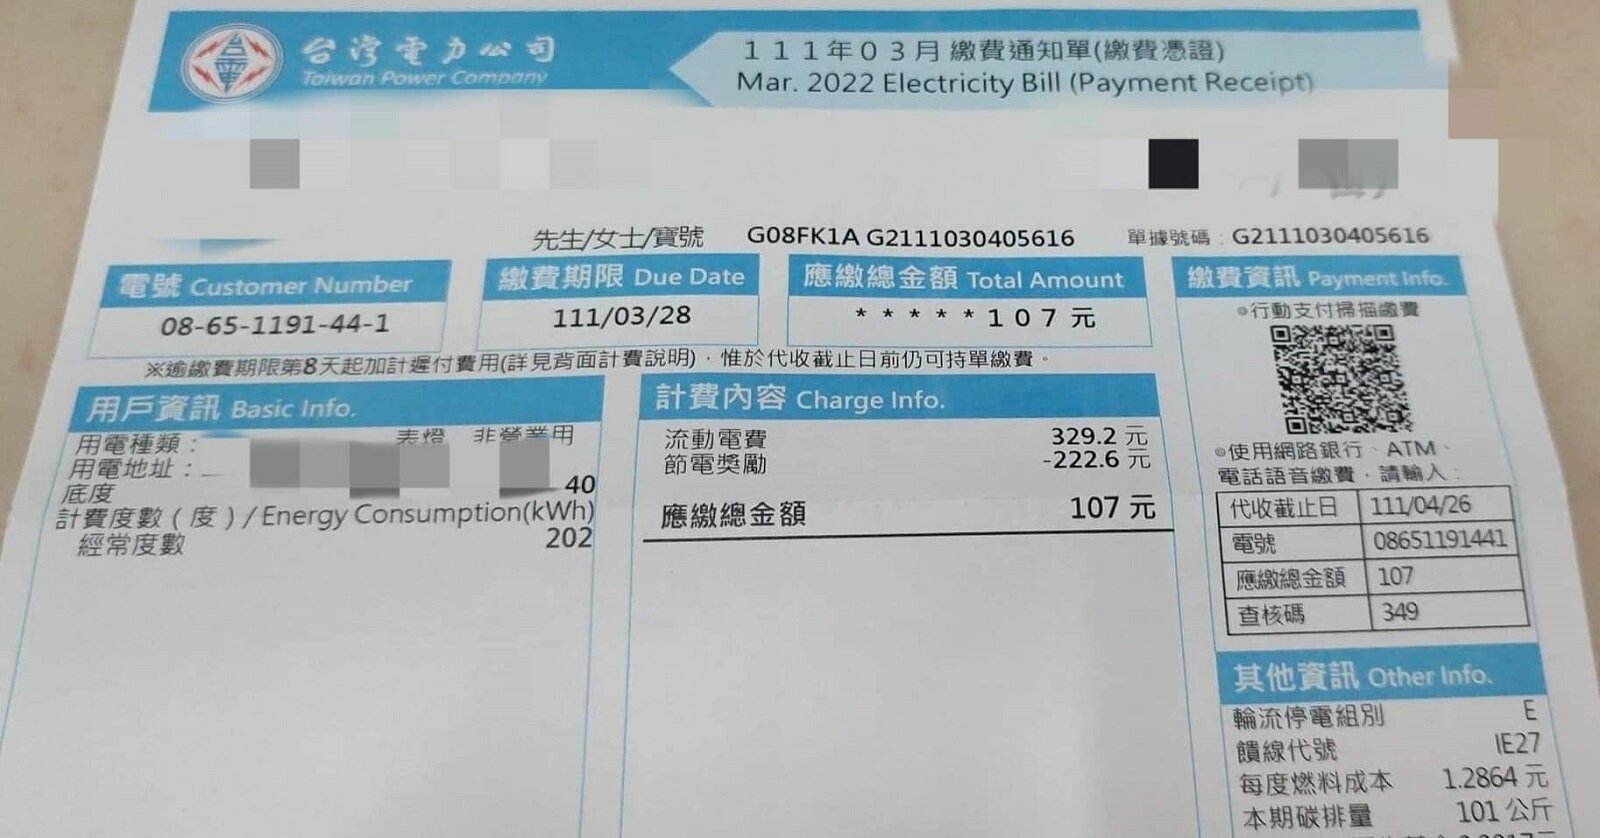 台灣電力公司
Taiwan Power Company
111年03月 繳費通知單(繳費憑證)
Mar. 2022 Electricity Bill (Payment Receipt)
先生/女士/寶號 G08FK1A G2111030405616 單據號碼：G2111030405616
電號 Customer Number
08-65-1191-44-1
繳費期限 Due Date
111/03/28
應繳總金額 Total Amount
*****107元
※逾繳費期限第8天起加計遲付費用(詳見背面計費說明)，惟於代收截止日前仍可持單繳費。
用戶資訊 Basic Info.
用電種類： 表燈 非營業用
用電地址：
底度 40
計費度數（度）/Energy Consumption(kWh)
經常度數 202
計費內容 Charge Info.
流動電費 329.2 元
節電獎勵 -222.6 元
應繳總金額 107 元
繳費資訊 Payment Info.
◎行動支付掃描繳費
◎使用網路銀行、ATM、
電話語音繳費，請輸入：
代收截止日 111/04/26
電號 08651191441
應繳總金額 107
查核碼 349
其他資訊 Other Info.
輪流停電組別 E
饋線代號 IE27
每度燃料成本 1.2864 元
本期碳排量 101 公斤